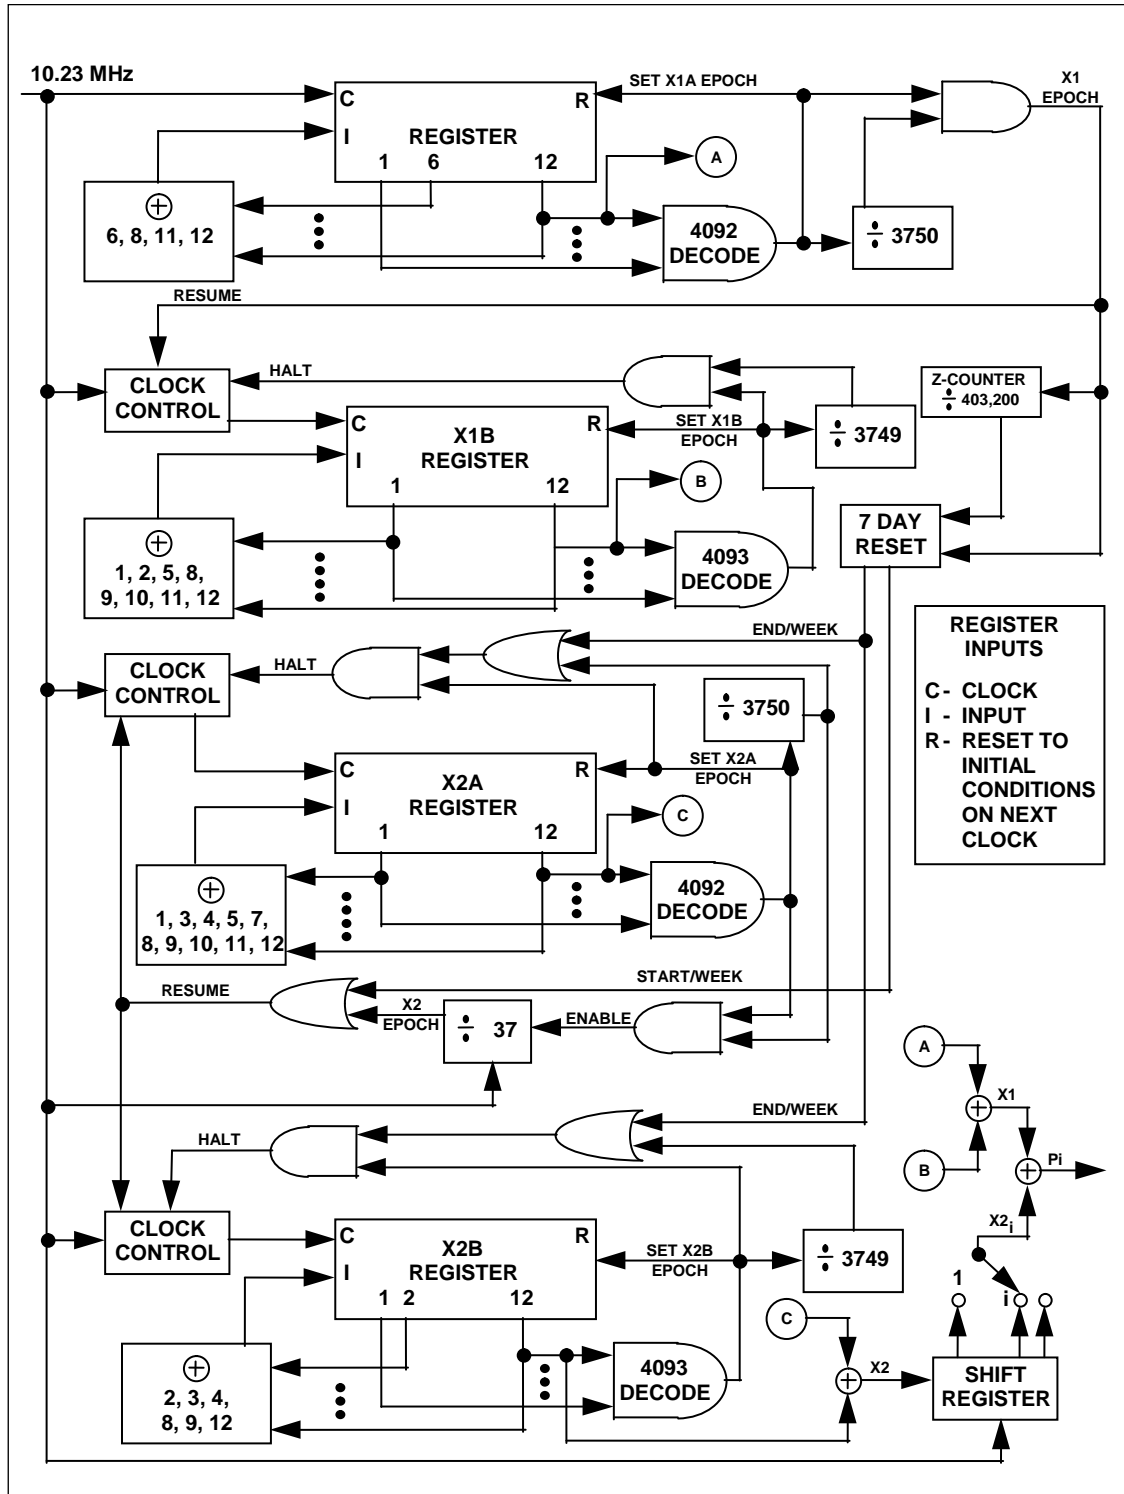 10.23 MHz
C
R
I
REGISTER
1 6 12
SET X1A EPOCH
X1
EPOCH
A
⊕
6, 8, 11, 12
4092
DECODE
÷ 3750
RESUME
CLOCK
CONTROL
HALT
Z-COUNTER
÷ 403,200
C
R
I
X1B
REGISTER
1 12
SET X1B
EPOCH
÷ 3749
B
⊕
1, 2, 5, 8,
9, 10, 11, 12
4093
DECODE
7 DAY
RESET
END/WEEK
CLOCK
CONTROL
HALT
÷ 3750
REGISTER
INPUTS
C - CLOCK
I - INPUT
R - RESET TO
INITIAL
CONDITIONS
ON NEXT
CLOCK
C
R
I
X2A
REGISTER
1 12
SET X2A
EPOCH
C
⊕
1, 3, 4, 5, 7,
8, 9, 10, 11, 12
4092
DECODE
START/WEEK
RESUME
X2
EPOCH
÷ 37
ENABLE
END/WEEK
HALT
A
X1
B
Pi
X2i
CLOCK
CONTROL
C
R
I
X2B
REGISTER
1 2 12
SET X2B
EPOCH
÷ 3749
1
i
C
⊕
2, 3, 4,
8, 9, 12
4093
DECODE
X2
SHIFT
REGISTER